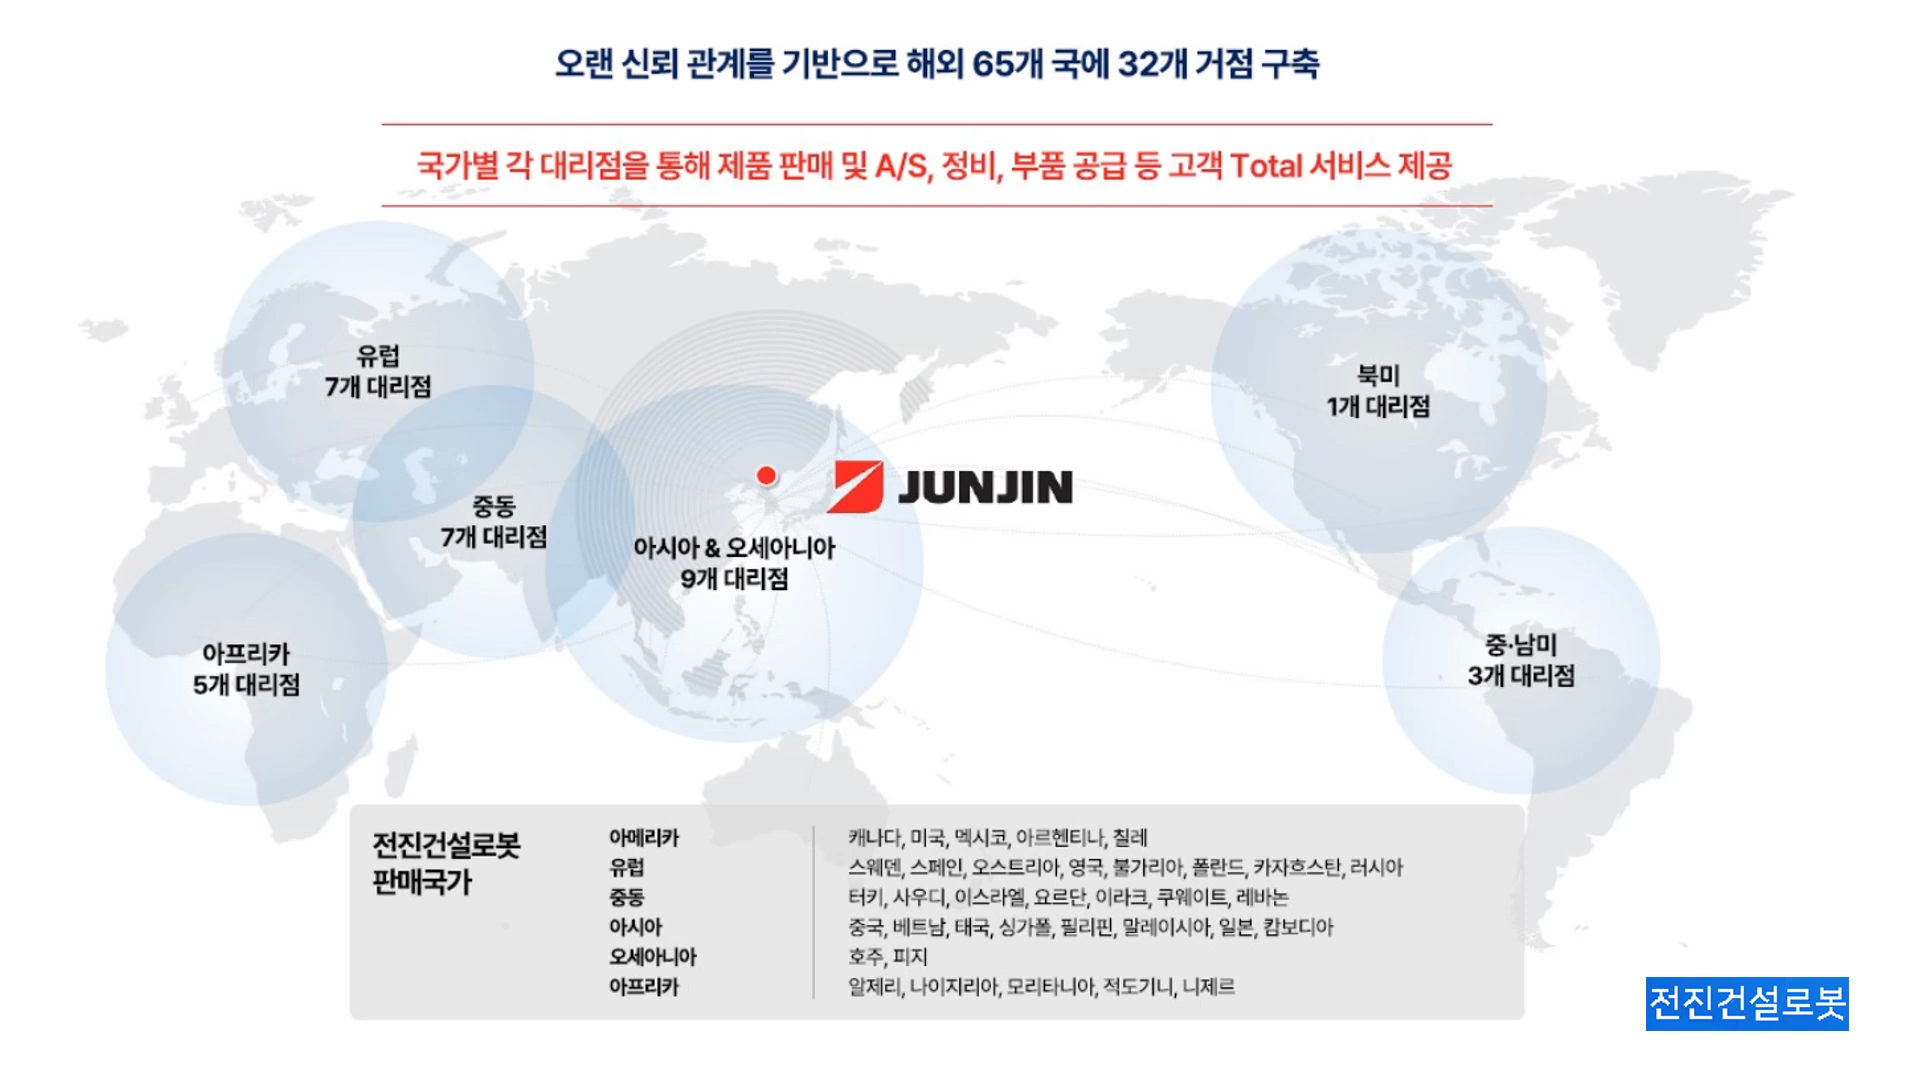 오랜 신뢰 관계를 기반으로 해외 65개 국에 32개 거점 구축
국가별 각 대리점을 통해 제품 판매 및 A/S, 정비, 부품 공급 등 고객 Total 서비스 제공
유럽
7개 대리점
북미
1개 대리점
중동
7개 대리점
JUNJIN
아시아 & 오세아니아
9개 대리점
아프리카
5개 대리점
중·남미
3개 대리점
전진건설로봇
판매국가
아메리카 캐나다, 미국, 멕시코, 아르헨티나, 칠레
유럽 스웨덴, 스페인, 오스트리아, 영국, 불가리아, 폴란드, 카자흐스탄, 러시아
중동 터키, 사우디, 이스라엘, 요르단, 이라크, 쿠웨이트, 레바논
아시아 중국, 베트남, 태국, 싱가폴, 필리핀, 말레이시아, 일본, 캄보디아
오세아니아 호주, 피지
아프리카 알제리, 나이지리아, 모리타니아, 적도기니, 니제르
전진건설로봇